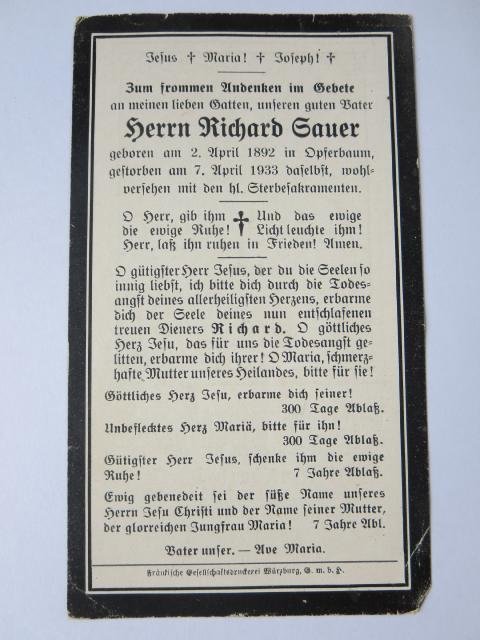 Jesus † Maria! † Joseph! †
Zum frommen Andenken im Gebete
an meinen lieben Gatten, unseren guten Vater
Herrn Richard Sauer
geboren am 2. April 1892 in Opferbaum,
gestorben am 7. April 1933 daselbst, wohl-
versehen mit den hl. Sterbesakramenten.
O Herr, gib ihm † Und das ewige
die ewige Ruhe! Licht leuchte ihm!
Herr, laß ihn ruhen in Frieden! Amen.
O gütigster Herr Jesus, der du die Seelen so
innig liebst, ich bitte dich durch die Todes-
angst deines allerheiligsten Herzens, erbarme
dich der Seele deines nun entschlafenen
treuen Dieners Richard. O göttliches
Herz Jesu, das für uns die Todesangst ge-
litten, erbarme dich ihrer! O Maria, schmerz-
hafte Mutter unseres Heilandes, bitte für sie!
Göttliches Herz Jesu, erbarme dich seiner!
300 Tage Ablaß.
Unbeflecktes Herz Mariä, bitte für ihn!
300 Tage Ablaß.
Gütigster Herr Jesus, schenke ihm die ewige
Ruhe! 7 Jahre Ablaß.
Ewig gebenedeit sei der süße Name unseres
Herrn Jesu Christi und der Name seiner Mutter,
der glorreichen Jungfrau Maria! 7 Jahre Abl.
Vater unser. — Ave Maria.
Fränkische Gesellschaftsdruckerei Würzburg, G. m. b. H.